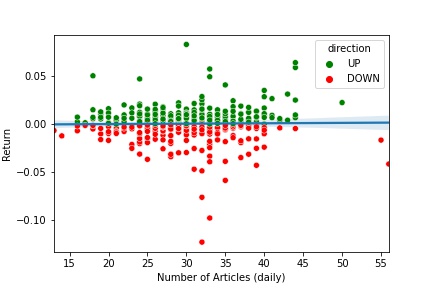 direction
UP
DOWN
0.05
0.00
−0.05
−0.10
Return
15 20 25 30 35 40 45 50 55
Number of Articles (daily)